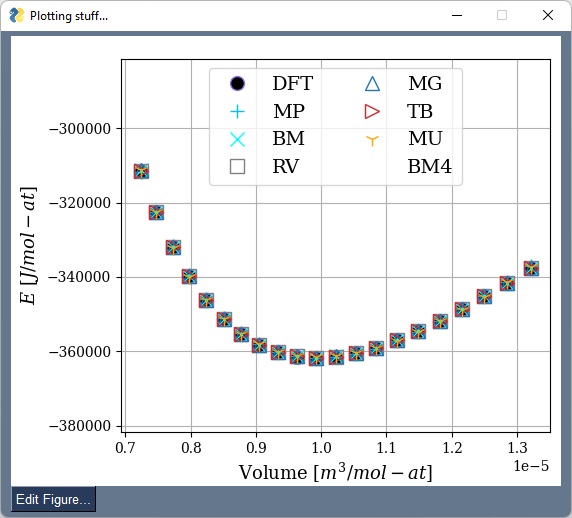 Plotting stuff...
DFT MG
MP TB
BM MU
RV BM4
−300000
−320000
−340000
−360000
−380000
E [J/mol − at]
0.7 0.8 0.9 1.0 1.1 1.2 1.3
1e−5
Volume [m³/mol − at]
Edit Figure...